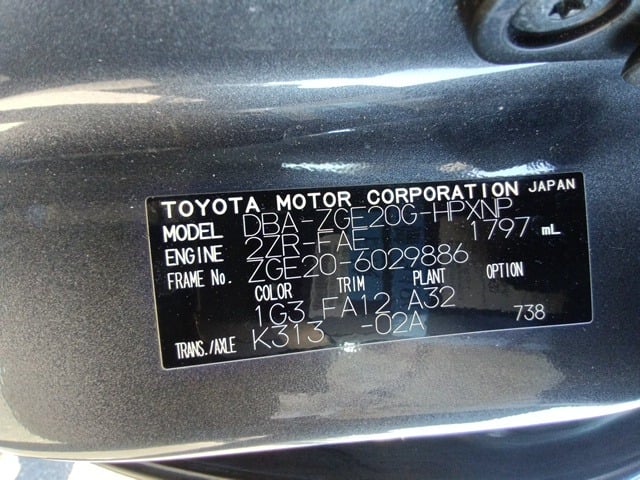 TOYOTA MOTOR CORPORATION JAPAN
MODEL DBA-ZGE20G-HPXNP
ENGINE 2ZR-FAE 1797 mL
FRAME No. ZGE20-6029886
COLOR TRIM PLANT OPTION
1G3 FA12 A32
TRANS./AXLE K313 -02A 738